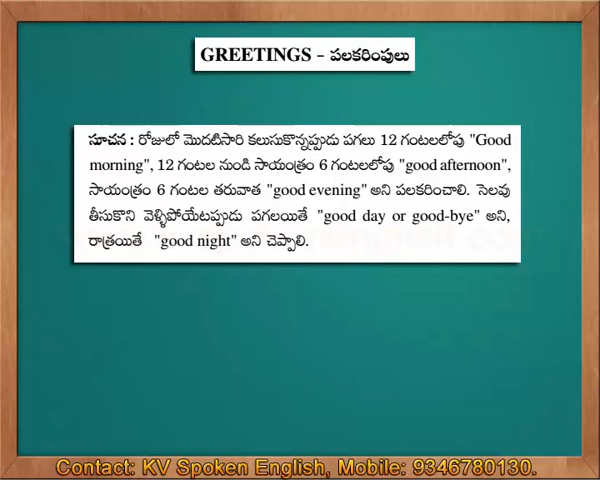 GREETINGS - పలకరింపులు
సూచన : రోజులో మొదటిసారి కలుసుకొన్నప్పుడు పగలు 12 గంటలలోపు "Good
morning", 12 గంటల నుండి సాయంత్రం 6 గంటలలోపు "good afternoon",
సాయంత్రం 6 గంటల తరువాత "good evening" అని పలకరించాలి. సెలవు
తీసుకొని వెళ్ళిపోయేటప్పుడు పగలయితే "good day or good-bye" అని,
రాత్రయితే "good night" అని చెప్పాలి.
Contact: KV Spoken English, Mobile: 9346780130.